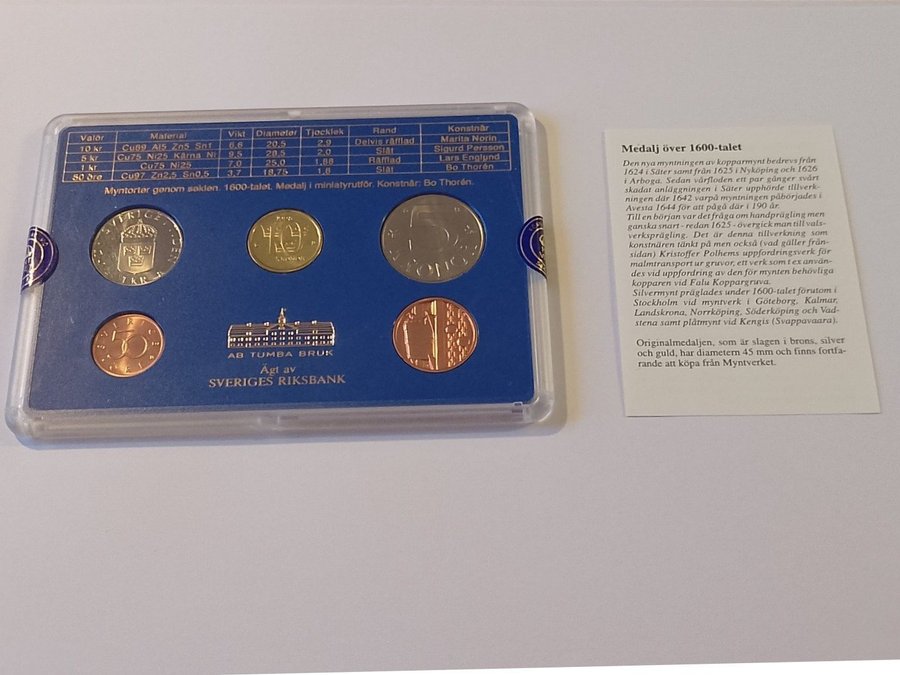 Valör Material Vikt Diameter Tjocklek Rand Konstnär
10 kr Cu89 Al5 Zn5 Sn1 6,6 20,5 2,9 Delvis räfflad Marita Norin
5 kr Cu75 Ni25 Kärna Ni 9,5 28,5 2,0 Slät Sigurd Persson
1 kr Cu75 Ni25 7,0 25,0 1,88 Räfflad Lars Englund
50 öre Cu97 Zn2,5 Sn0,5 3,7 18,75 1,8 Slät Bo Thorén
Myntorter genom seklen. 1600-talet. Medalj i miniatyrutför. Konstnär: Bo Thorén.
SVERIGE
1 KR
5
KRONOR
50
AB TUMBA BRUK
Ägt av
SVERIGES RIKSBANK
Medalj över 1600-talet
Den nya myntningen av kopparmynt bedrevs från
1624 i Säter samt från 1625 i Nyköping och 1626
i Arboga. Sedan vårfloden ett par gånger svårt
skadat anläggningen i Säter upphörde tillverk-
ningen där 1642 varpå myntningen påbörjades i
Avesta 1644 för att pågå där i 190 år.
Till en början var det fråga om handprägling men
ganska snart - redan 1625 - övergick man till vals-
verksprägling. Det är denna tillverkning som
konstnären tänkt på men också (vad gäller från-
sidan) Kristoffer Polhems uppfordringsverk för
malmtransport ur gruvor, ett verk som t ex använ-
des vid uppfordring av den för mynten behövliga
kopparen vid Falu Koppargruva.
Silvermynt präglades under 1600-talet förutom i
Stockholm vid myntverk i Göteborg, Kalmar,
Landskrona, Norrköping, Söderköping och Vad-
stena samt plåtmynt vid Kengis (Svappavaara).
Originalmedaljen, som är slagen i brons, silver
och guld, har diametern 45 mm och finns fortfa-
rande att köpa från Myntverket.